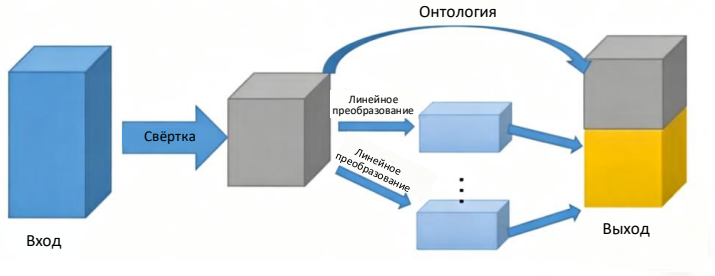 Онтология
Линейное
преобразование
Свёртка
Линейное
преобразование
Вход
Выход